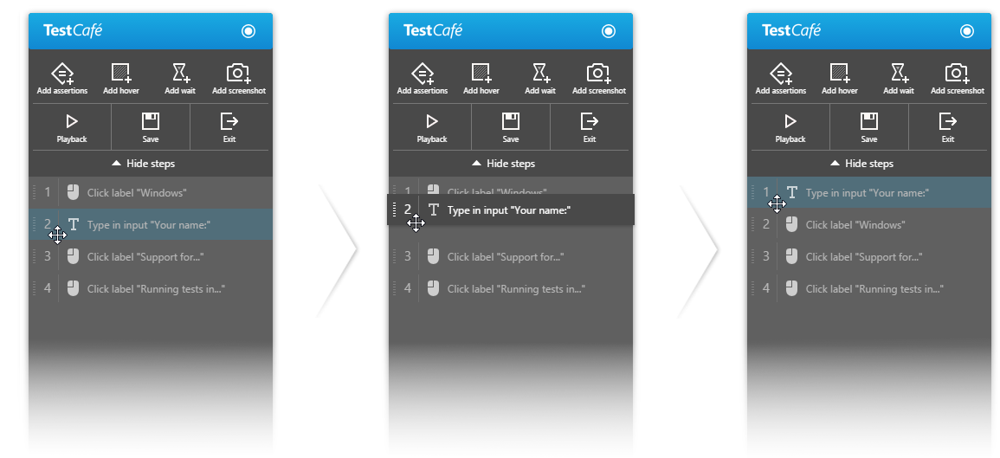 TestCafé
Add assertions Add hover Add wait Add screenshot
Playback Save Exit
Hide steps
1 Click label "Windows"
2 Type in input "Your name:"
3 Click label "Support for..."
4 Click label "Running tests in..."
TestCafé
Add assertions Add hover Add wait Add screenshot
Playback Save Exit
Hide steps
1 Click label "Windows"
2 Type in input "Your name:"
3 Click label "Support for..."
4 Click label "Running tests in..."
TestCafé
Add assertions Add hover Add wait Add screenshot
Playback Save Exit
Hide steps
1 Type in input "Your name:"
2 Click label "Windows"
3 Click label "Support for..."
4 Click label "Running tests in..."